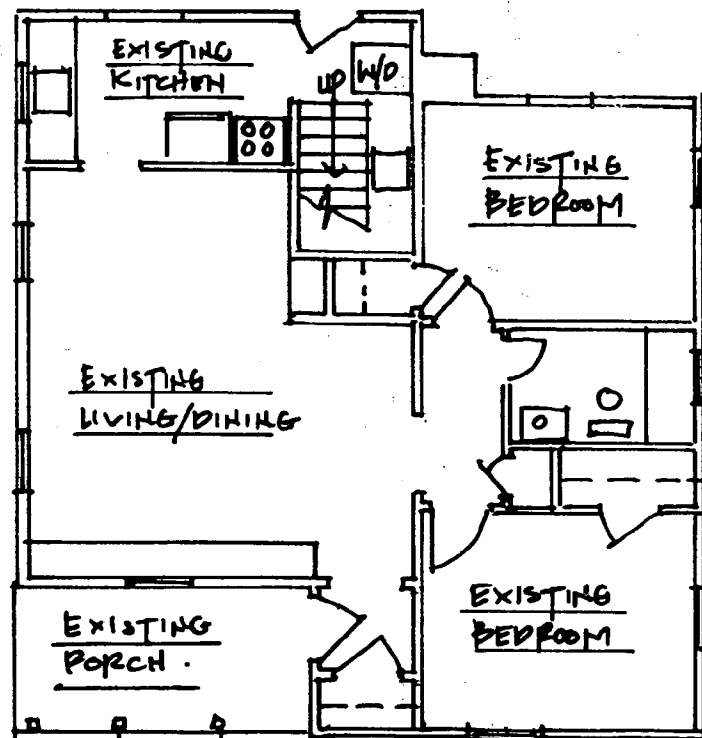 EXISTING
KITCHEN
UP
W/D
EXISTING
BEDROOM
EXISTING
LIVING/DINING
EXISTING
BEDROOM
EXISTING
PORCH.